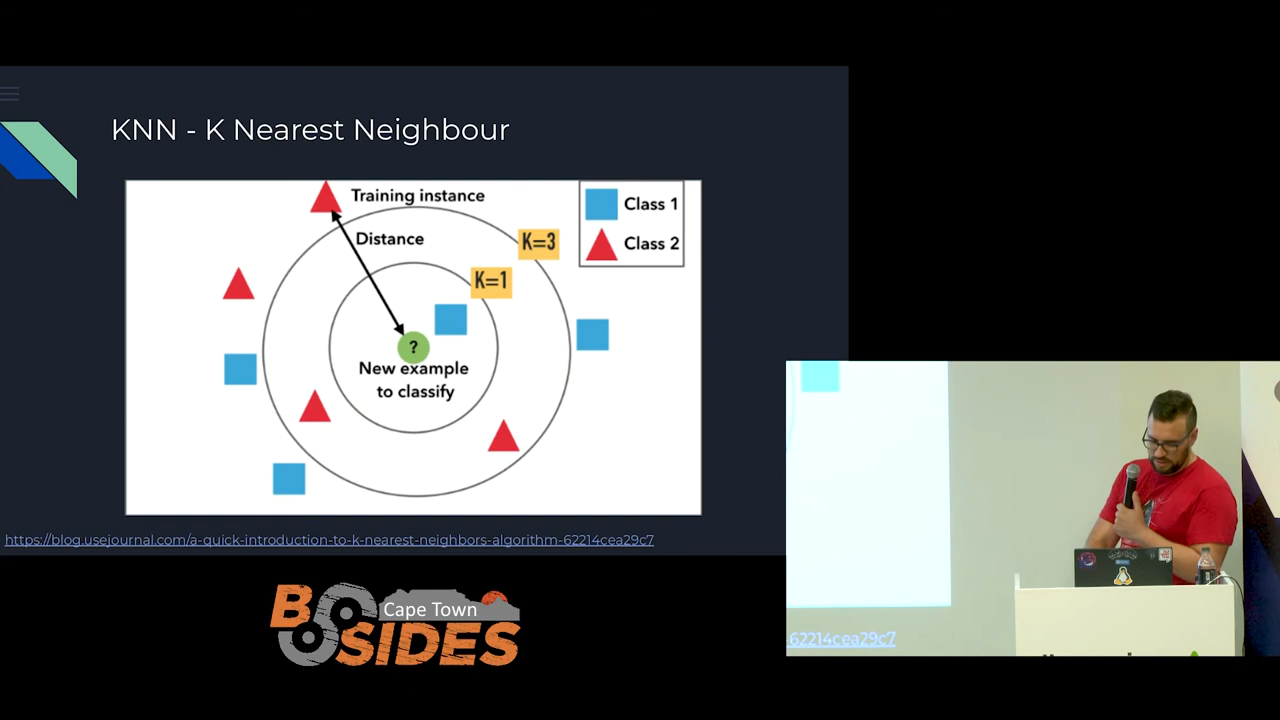 KNN - K Nearest Neighbour
Training instance
Distance
K=3
K=1
Class 1
Class 2
?
New example
to classify
https://blog.usejournal.com/a-quick-introduction-to-k-nearest-neighbors-algorithm-62214cea29c7
BSIDES
Cape Town
62214cea29c7